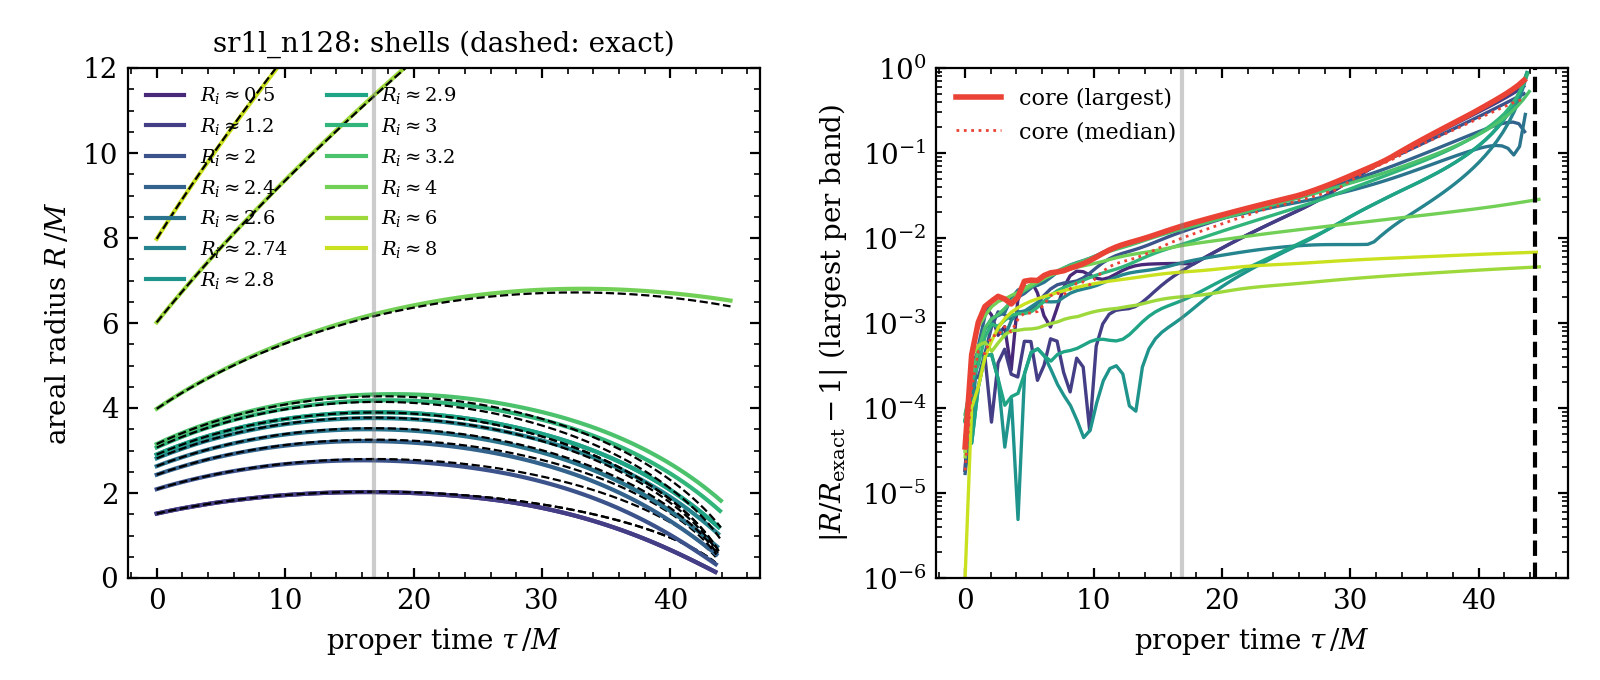 sr1l_n128: shells (dashed: exact)
12
10
8
6
4
2
0
areal radius R/M
R_i ≈ 0.5
R_i ≈ 1.2
R_i ≈ 2
R_i ≈ 2.4
R_i ≈ 2.6
R_i ≈ 2.74
R_i ≈ 2.8
R_i ≈ 2.9
R_i ≈ 3
R_i ≈ 3.2
R_i ≈ 4
R_i ≈ 6
R_i ≈ 8
0 10 20 30 40
proper time τ/M
10^0
10^-1
10^-2
10^-3
10^-4
10^-5
10^-6
|R/R_exact − 1| (largest per band)
core (largest)
core (median)
0 10 20 30 40
proper time τ/M